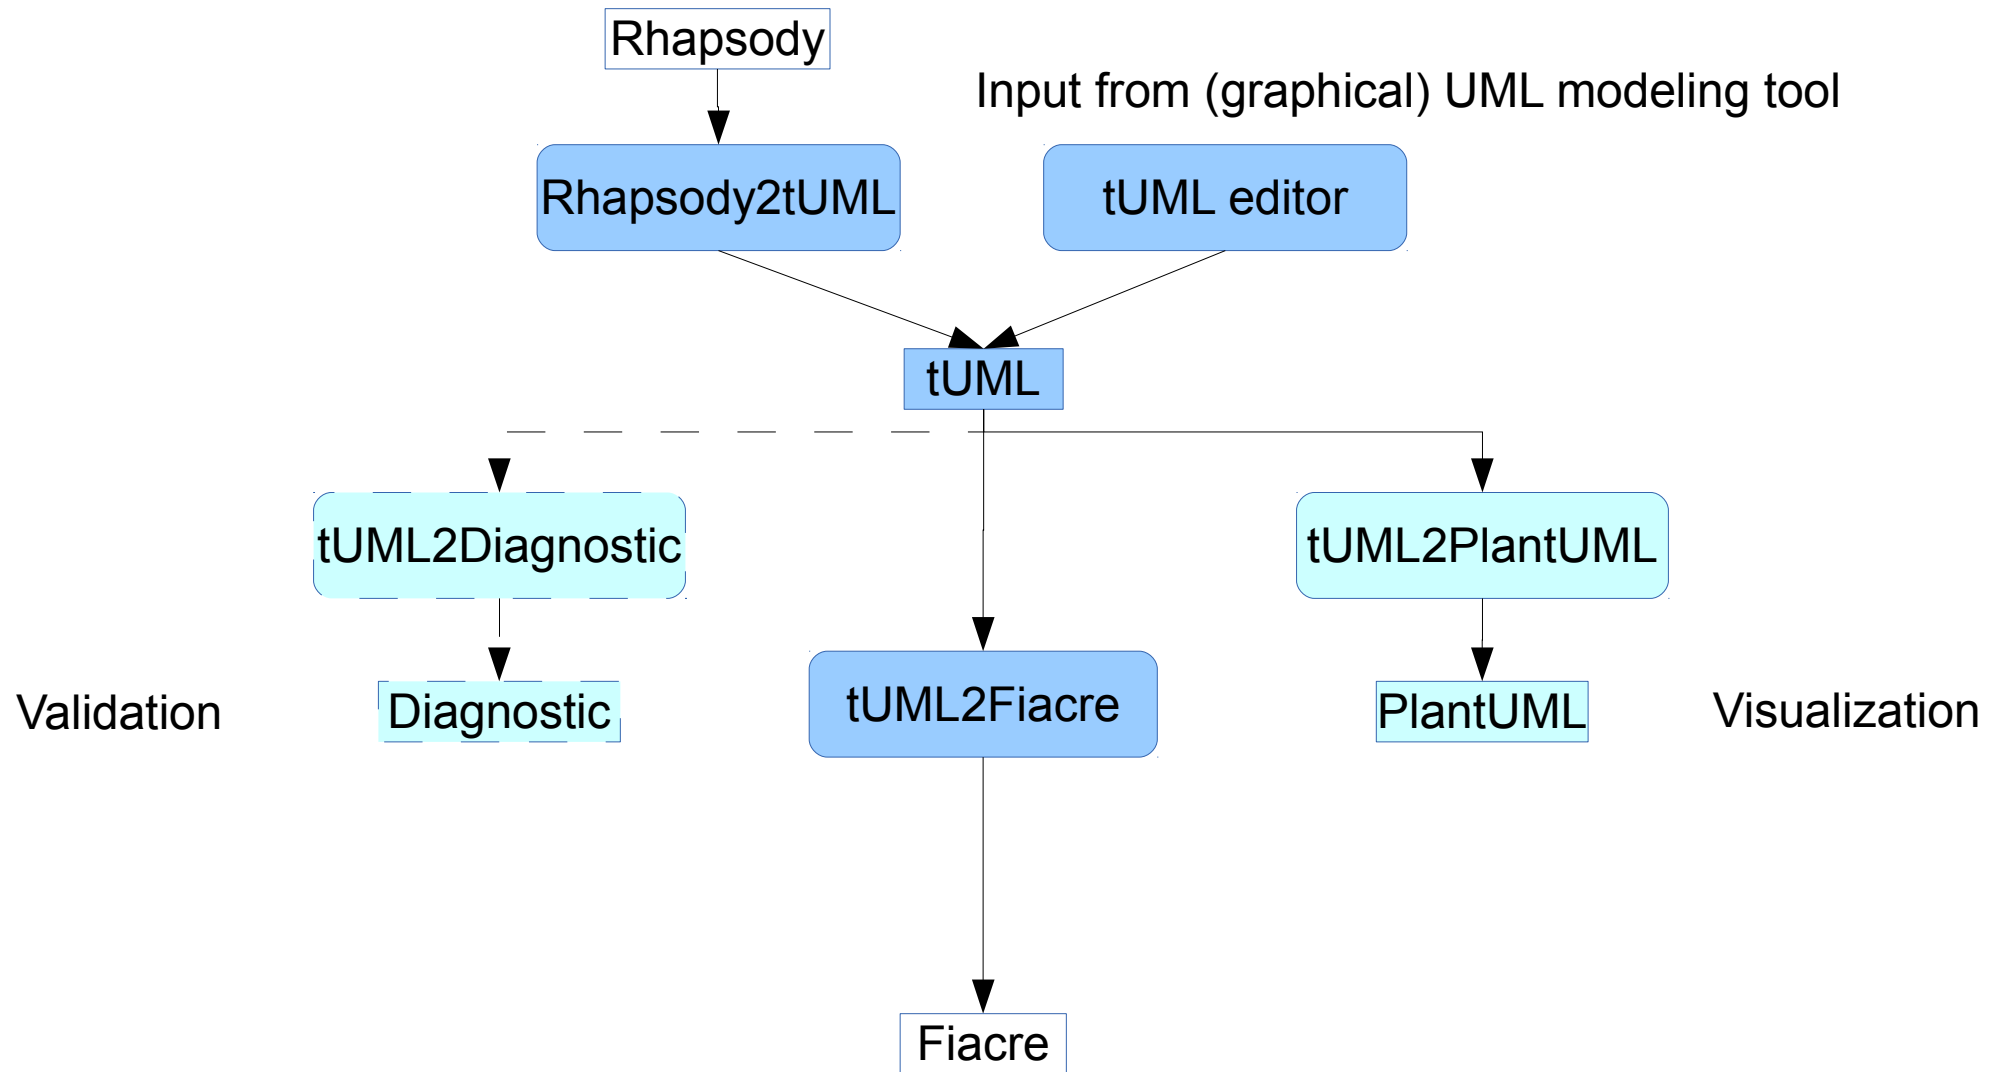 Rhapsody
Input from (graphical) UML modeling tool
Rhapsody2tUML
tUML editor
tUML
tUML2Diagnostic
tUML2PlantUML
tUML2Fiacre
Validation
Diagnostic
PlantUML
Visualization
Fiacre